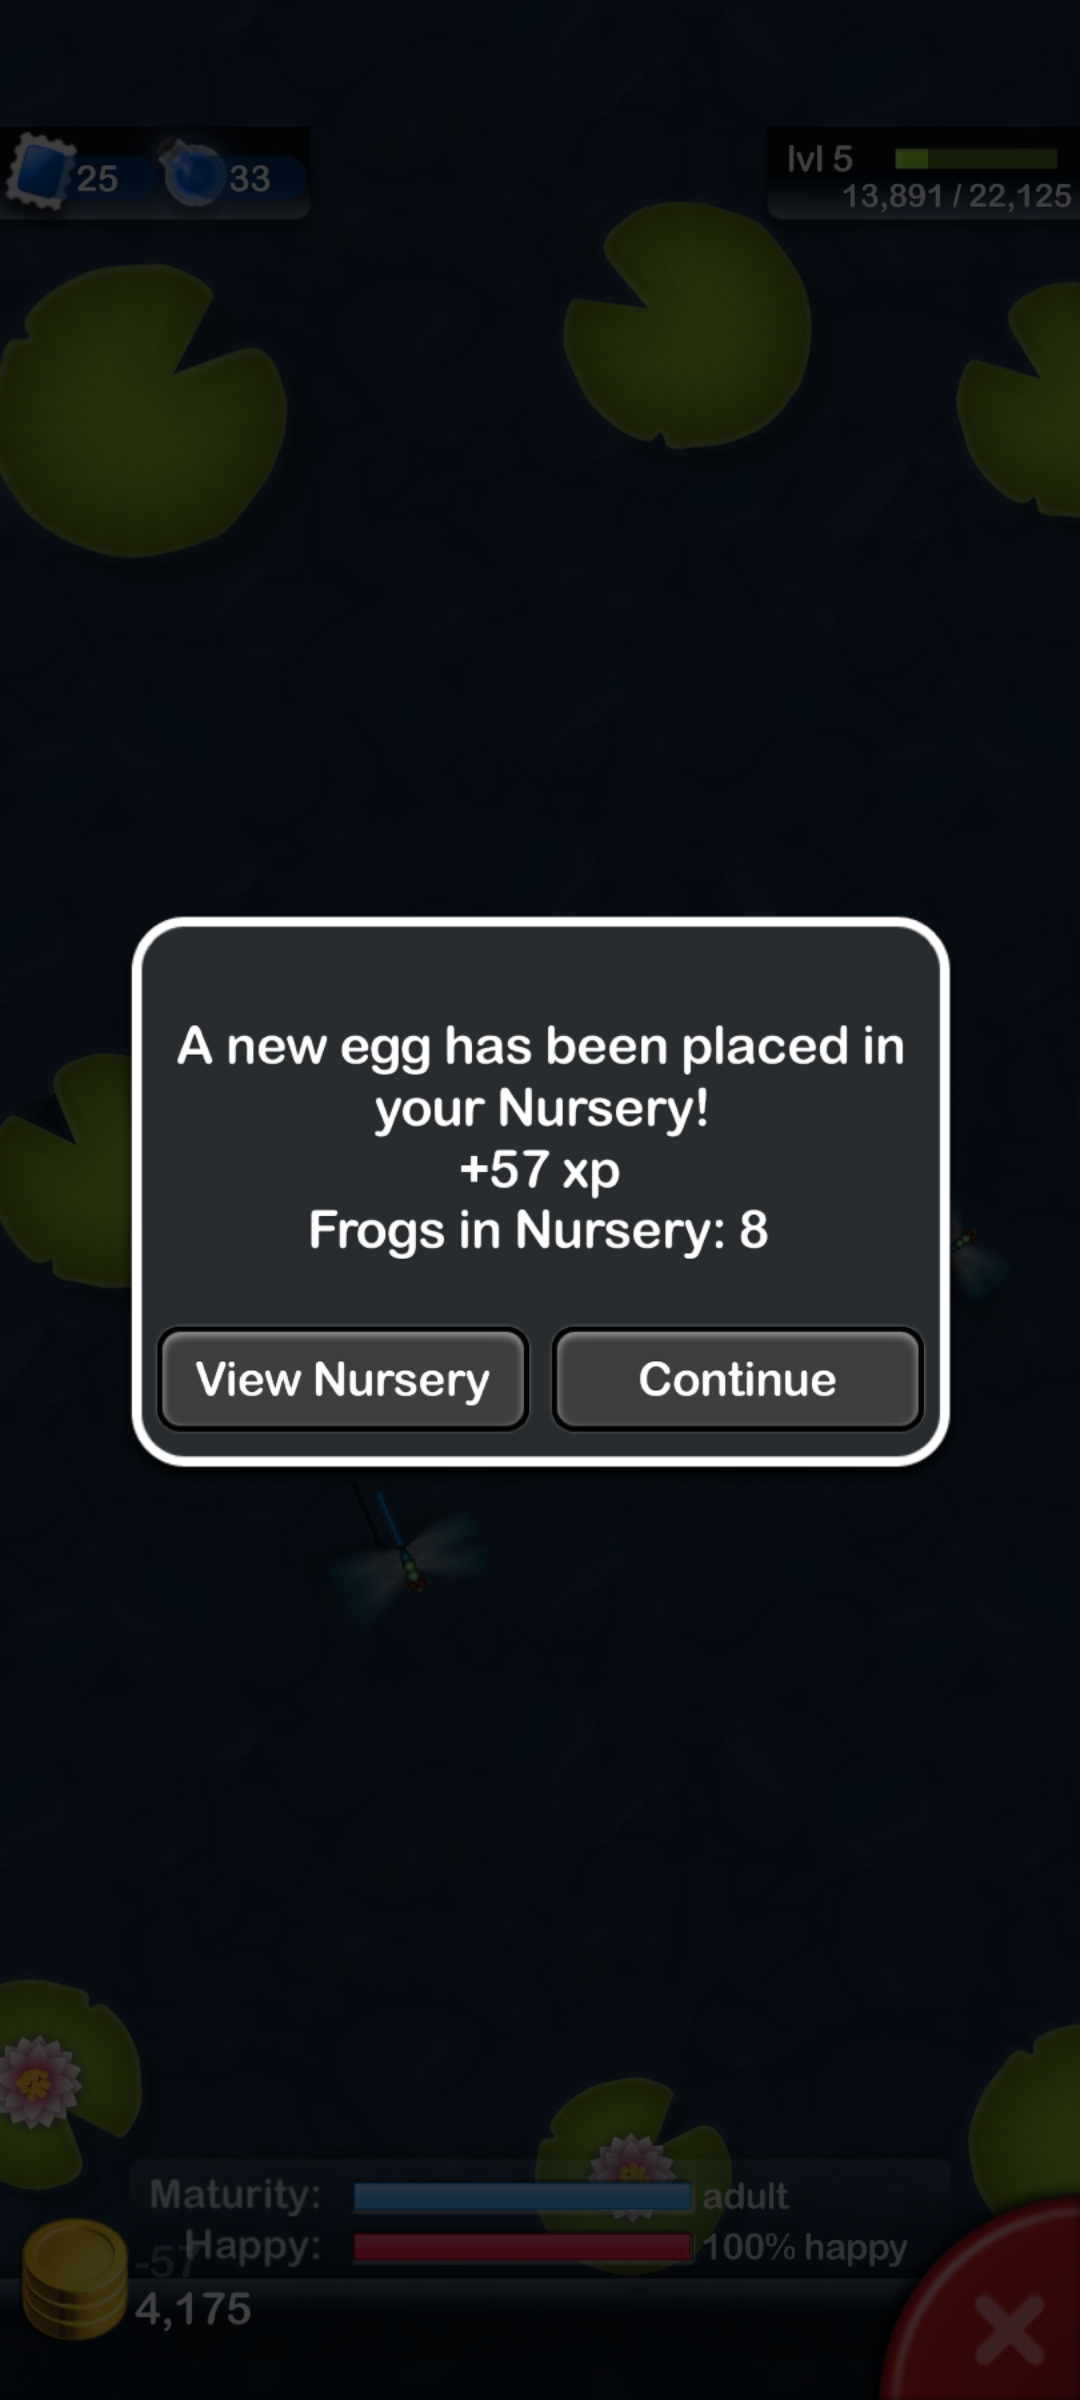 25
33
lvl 5
13,891 / 22,125
A new egg has been placed in
your Nursery!
+57 xp
Frogs in Nursery: 8
View Nursery
Continue
Maturity:
adult
Happy:
100% happy
-57
4,175